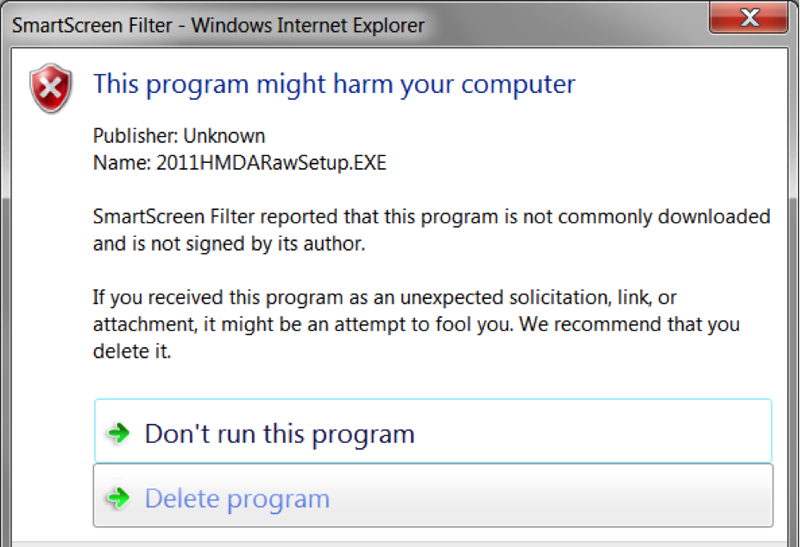 SmartScreen Filter - Windows Internet Explorer
This program might harm your computer
Publisher: Unknown
Name: 2011HMDARawSetup.EXE
SmartScreen Filter reported that this program is not commonly downloaded
and is not signed by its author.
If you received this program as an unexpected solicitation, link, or
attachment, it might be an attempt to fool you. We recommend that you
delete it.
Don't run this program
Delete program